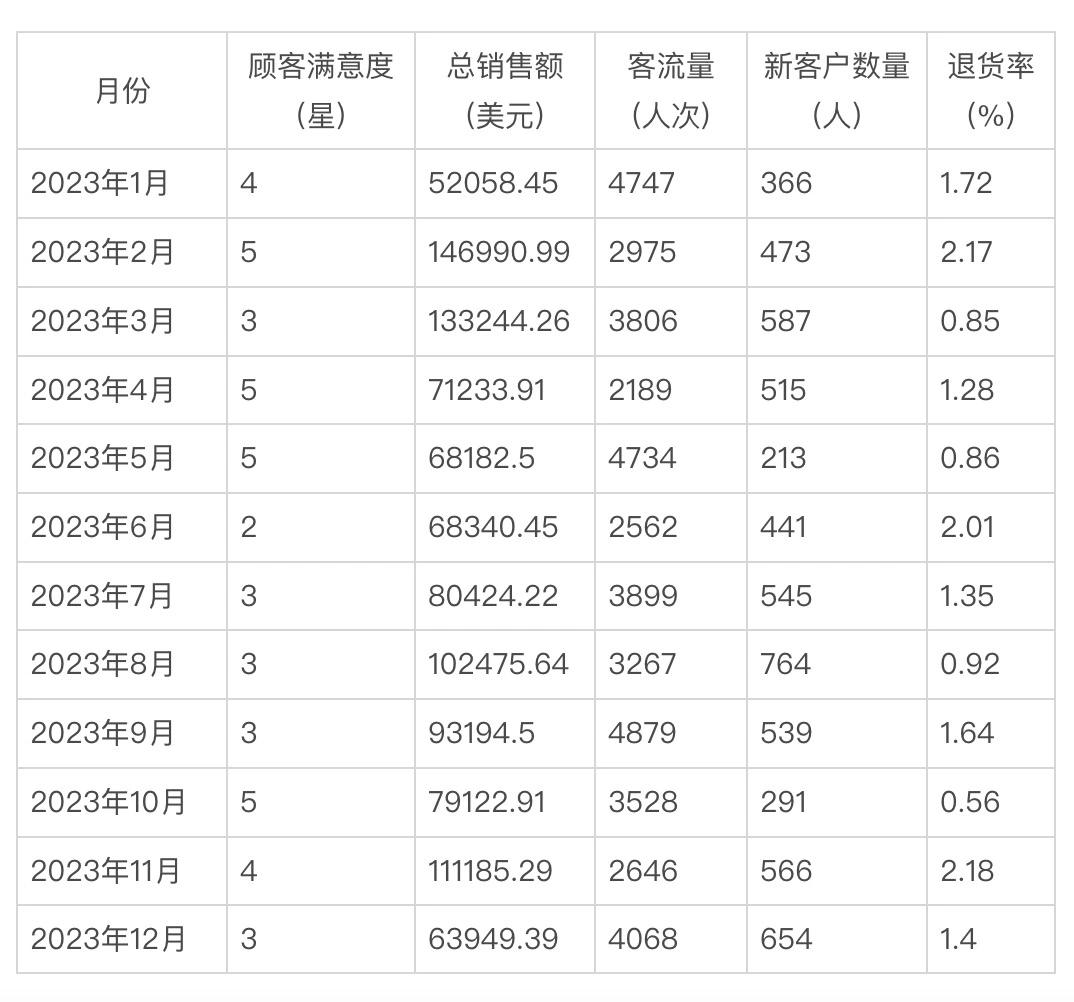 月份 顾客满意度（星） 总销售额（美元） 客流量（人次） 新客户数量（人） 退货率（%）
2023年1月 4 52058.45 4747 366 1.72
2023年2月 5 146990.99 2975 473 2.17
2023年3月 3 133244.26 3806 587 0.85
2023年4月 5 71233.91 2189 515 1.28
2023年5月 5 68182.5 4734 213 0.86
2023年6月 2 68340.45 2562 441 2.01
2023年7月 3 80424.22 3899 545 1.35
2023年8月 3 102475.64 3267 764 0.92
2023年9月 3 93194.5 4879 539 1.64
2023年10月 5 79122.91 3528 291 0.56
2023年11月 4 111185.29 2646 566 2.18
2023年12月 3 63949.39 4068 654 1.4